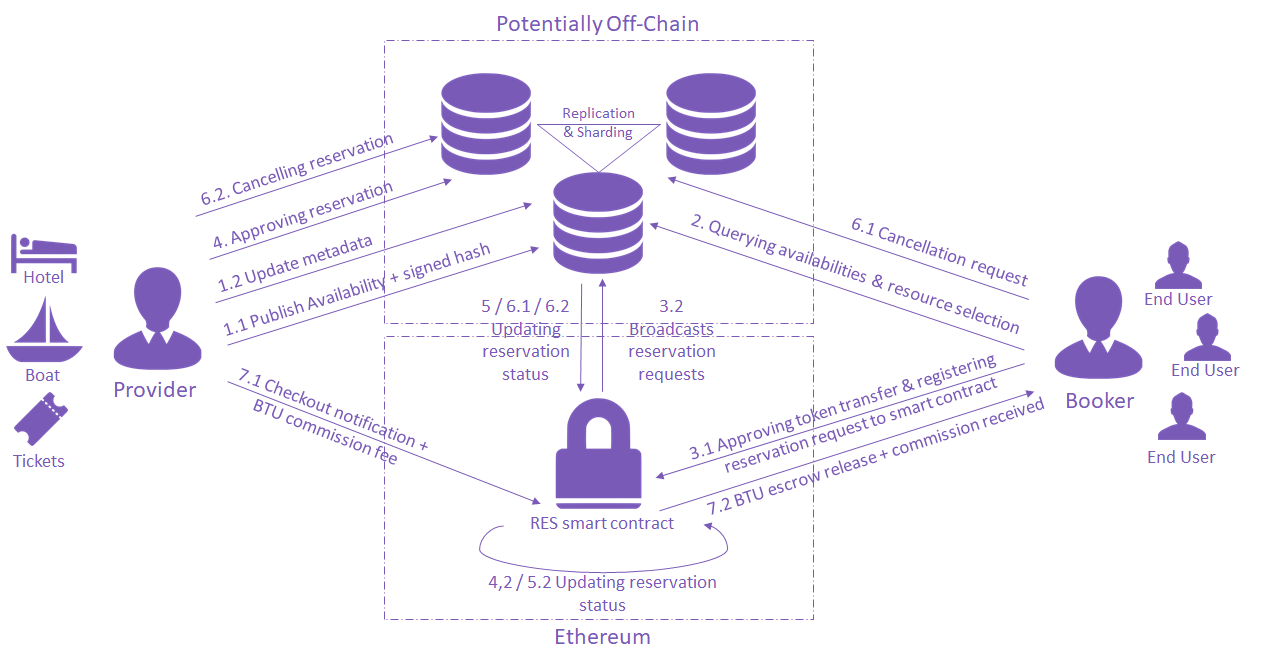 Potentially Off-Chain
Replication
& Sharding
6.2. Cancelling reservation
4. Approving reservation
1.2 Update metadata
1.1 Publish Availability + signed hash
6.1 Cancellation request
2. Querying availabilities & resource selection
Hotel
Boat
Tickets
Provider
End User
End User
End User
Booker
5 / 6.1 / 6.2
Updating
reservation
status
3.2
Broadcasts
reservation
requests
7.1 Checkout notification +
BTU commission fee
3.1 Approving token transfer & registering
reservation request to smart contract
7.2 BTU escrow release + commission received
RES smart contract
4,2 / 5.2 Updating reservation
status
Ethereum